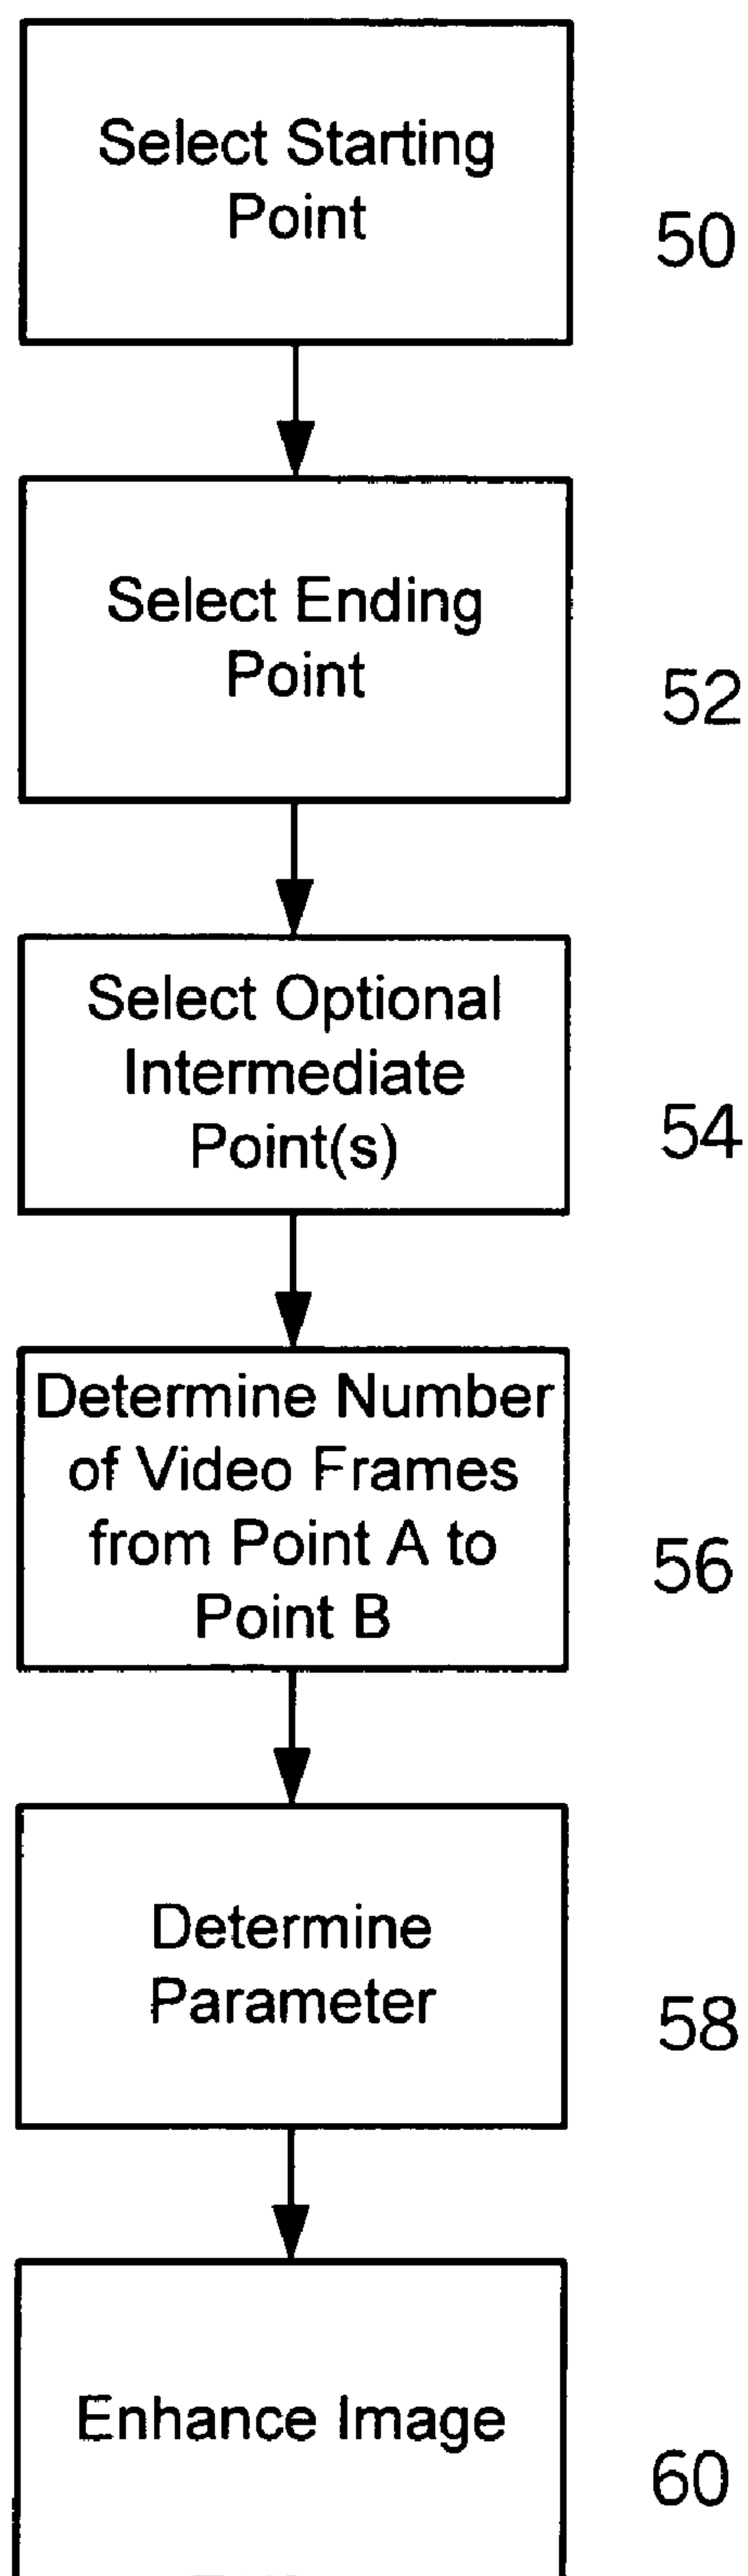 Select Starting
Point
50
Select Ending
Point
52
Select Optional
Intermediate
Point(s)
54
Determine Number
of Video Frames
from Point A to
Point B
56
Determine
Parameter
58
Enhance Image
60